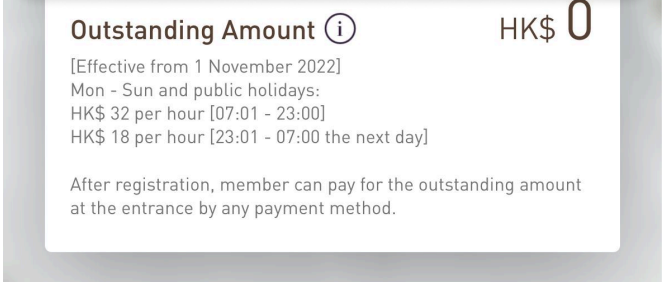 Outstanding Amount i HK$ 0
[Effective from 1 November 2022]
Mon - Sun and public holidays:
HK$ 32 per hour [07:01 - 23:00]
HK$ 18 per hour [23:01 - 07:00 the next day]
After registration, member can pay for the outstanding amount
at the entrance by any payment method.